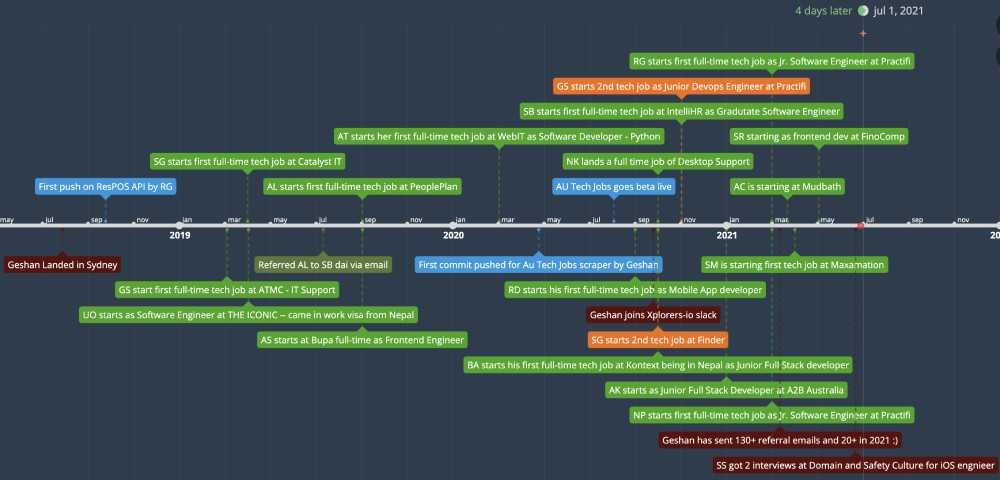 4 days later jul 1, 2021
RG starts first full-time tech job as Jr. Software Engineer at Practifi
GS starts 2nd tech job as Junior Devops Engineer at Practifi
SB starts first full-time tech job at intelliHR as Gradutate Software Engineer
AT starts her first full-time tech job at WebIT as Software Developer - Python
SR starting as frontend dev at FinoComp
SG starts first full-time tech job at Catalyst IT
NK lands a full time job of Desktop Support
First push on ResPOS API by RG
AL starts first full-time job at PeoplePlan
AU Tech Jobs goes beta live
AC is starting at Mudbath
may jul sep nov jan mar may jul sep nov jan mar may jul sep nov jan mar may jul sep nov
2019 2020 2021 20
Geshan Landed in Sydney
Referred AL to SB dai via email
First commit pushed for Au Tech Jobs scraper by Geshan
SM is starting first tech job at Maxamation
GS start first full-time tech job at ATMC - IT Support
RD starts his first full-time job as Mobile App developer
UO starts as Software Engineer at THE ICONIC -- came in work visa from Nepal
Geshan joins Xplorers-io slack
AS starts at Bupa full-time as Frontend Engineer
SG starts 2nd tech job at Finder
BA starts his first full-time tech job at Kontext being in Nepal as Junior Full Stack developer
AK starts as Junior Full Stack Developer at A2B Australia
NP starts first full-time tech job as Jr. Software Engineer at Practifi
Geshan has sent 130+ referral emails and 20+ in 2021 :)
SS got 2 interviews at Domain and Safety Culture for iOS engnieer